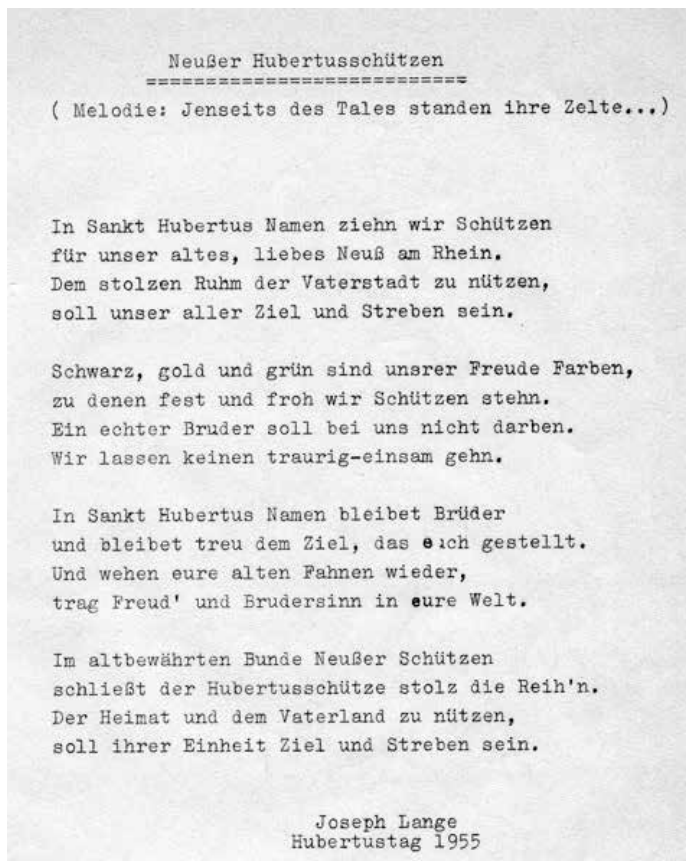 Neußer Hubertusschützen
===========================
( Melodie: Jenseits des Tales standen ihre Zelte...)
In Sankt Hubertus Namen ziehn wir Schützen
für unser altes, liebes Neuß am Rhein.
Dem stolzen Ruhm der Vaterstadt zu nützen,
soll unser aller Ziel und Streben sein.
Schwarz, gold und grün sind unsrer Freude Farben,
zu denen fest und froh wir Schützen stehn.
Ein echter Bruder soll bei uns nicht darben.
Wir lassen keinen traurig-einsam gehn.
In Sankt Hubertus Namen bleibet Brüder
und bleibet treu dem Ziel, das euch gestellt.
Und wehen eure alten Fahnen wieder,
trag Freud' und Brudersinn in eure Welt.
Im altbewährten Bunde Neußer Schützen
schließt der Hubertusschütze stolz die Reih'n.
Der Heimat und dem Vaterland zu nützen,
soll ihrer Einheit Ziel und Streben sein.
Joseph Lange
Hubertustag 1955